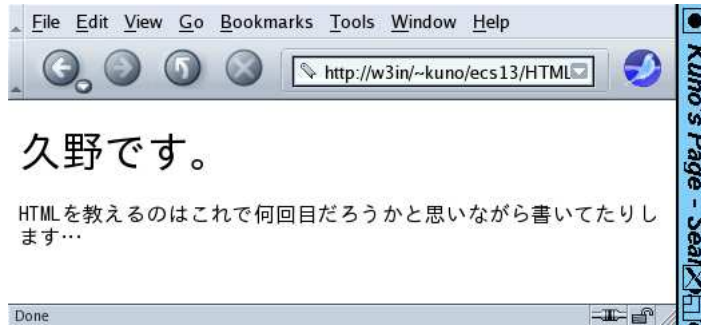 File Edit View Go Bookmarks Tools Window Help
http://w3in/~kuno/ecs13/HTML
久野です。
HTMLを教えるのはこれで何回目だろうかと思いながら書いてたりし
ます…
Done
Kuno's Page -